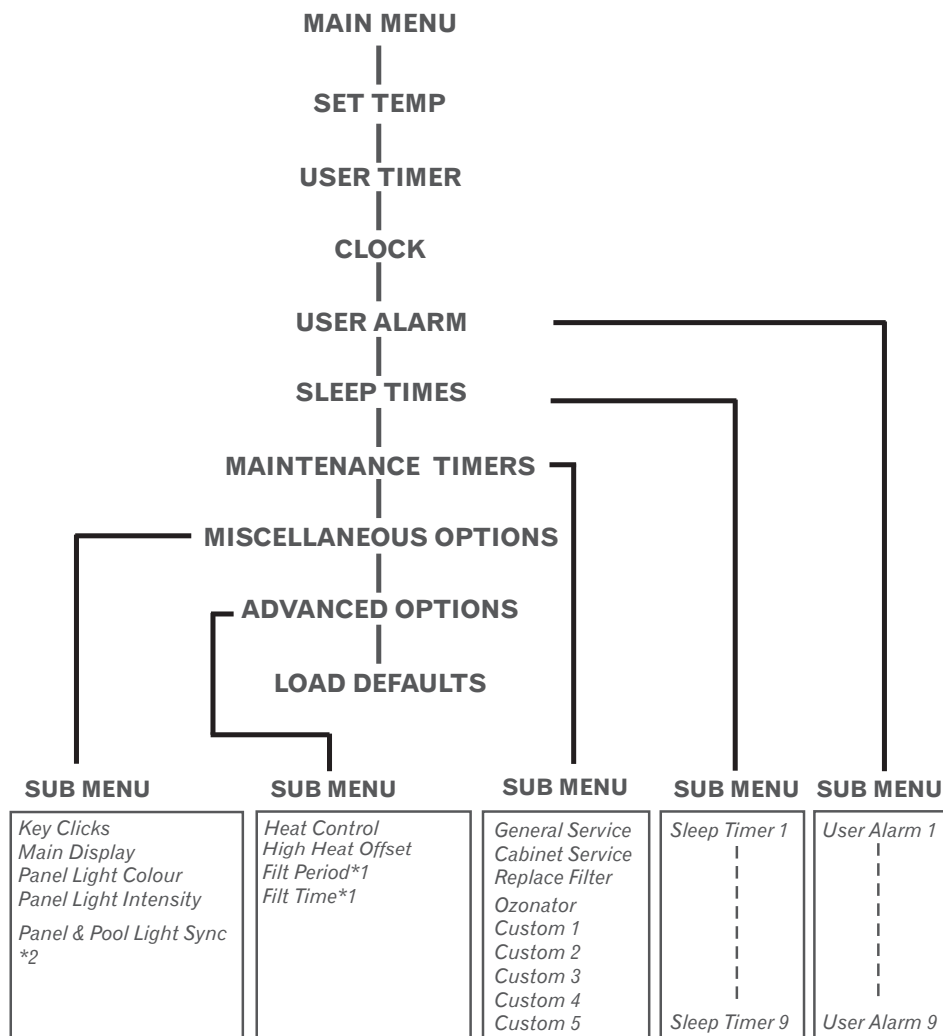 MAIN MENU
SET TEMP
USER TIMER
CLOCK
USER ALARM
SLEEP TIMES
MAINTENANCE TIMERS
MISCELLANEOUS OPTIONS
ADVANCED OPTIONS
LOAD DEFAULTS
SUB MENU
Key Clicks
Main Display
Panel Light Colour
Panel Light Intensity
Panel & Pool Light Sync
*2
SUB MENU
Heat Control
High Heat Offset
Filt Period*1
Filt Time*1
SUB MENU
General Service
Cabinet Service
Replace Filter
Ozonator
Custom 1
Custom 2
Custom 3
Custom 4
Custom 5
SUB MENU
Sleep Timer 1
Sleep Timer 9
SUB MENU
User Alarm 1
User Alarm 9